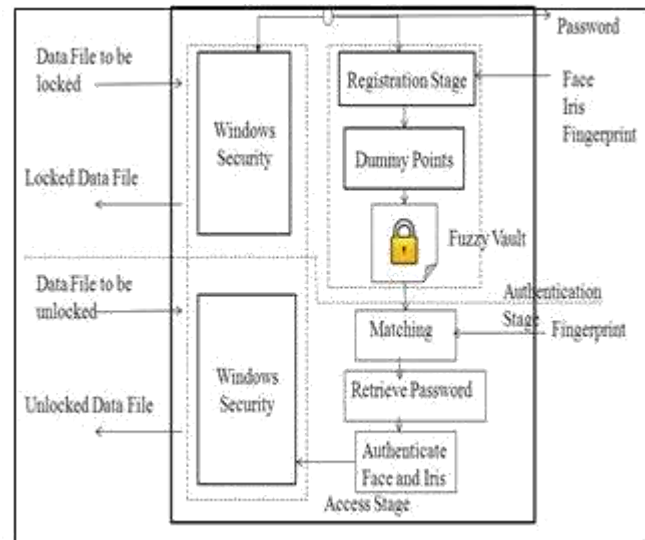 Password
Data File to be
locked
Registration Stage
Face
Iris
Fingerprint
Windows
Security
Dummy Points
Locked Data File
Fuzzy Vault
Data File to be
unlocked
Authentication
Stage
Matching
Fingerprint
Windows
Security
Retrieve Password
Unlocked Data File
Authenticate
Face and Iris
Access Stage